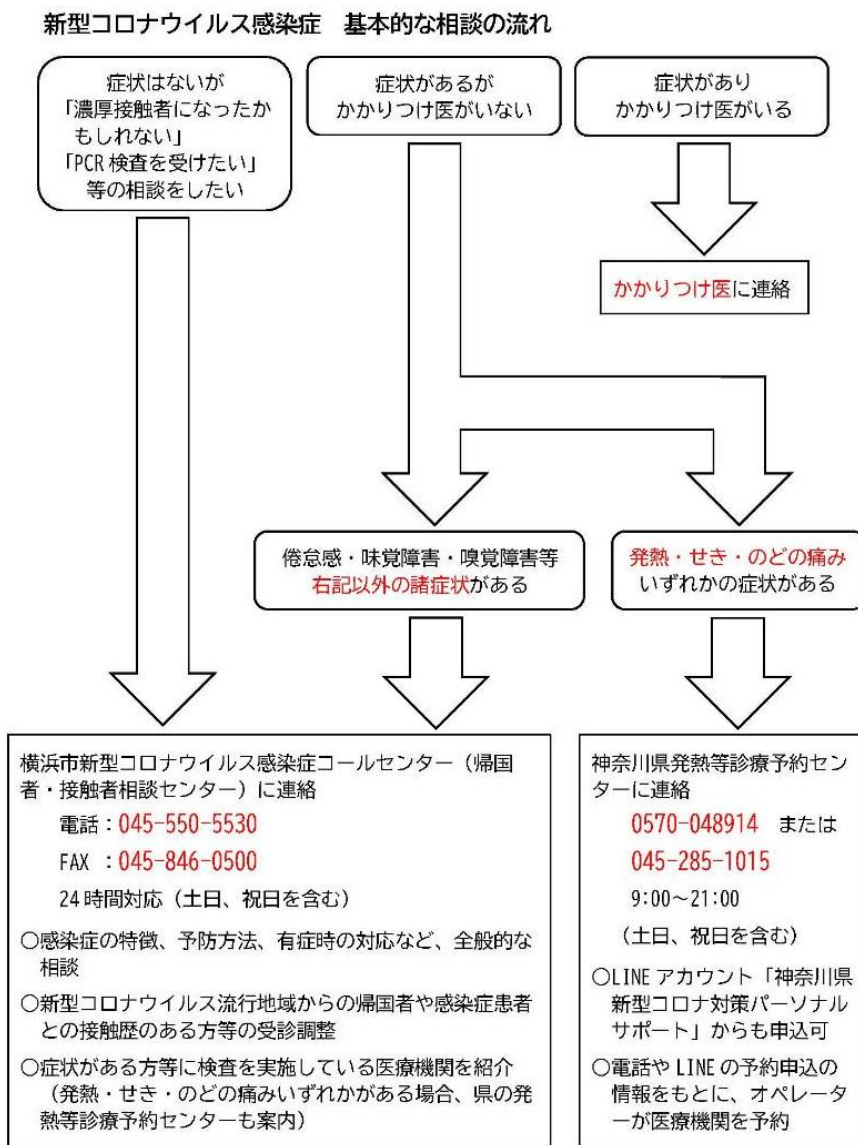 新型コロナウイルス感染症　基本的な相談の流れ
症状はないが
「濃厚接触者になったか
もしれない」
「PCR 検査を受けたい」
等の相談をしたい
症状があるが
かかりつけ医がいない
症状があり
かかりつけ医がいる
かかりつけ医に連絡
倦怠感・味覚障害・嗅覚障害等
右記以外の諸症状がある
発熱・せき・のどの痛み
いずれかの症状がある
横浜市新型コロナウイルス感染症コールセンター（帰国
者・接触者相談センター）に連絡
電話：045-550-5530
FAX ：045-846-0500
24 時間対応（土日、祝日を含む）
○感染症の特徴、予防方法、有症時の対応など、全般的な
相談
○新型コロナウイルス流行地域からの帰国者や感染症患者
との接触歴のある方等の受診調整
○症状がある方等に検査を実施している医療機関を紹介
（発熱・せき・のどの痛みいずれかがある場合、県の発
熱等診療予約センターも案内）
神奈川県発熱等診療予約セン
ターに連絡
0570-048914　または
045-285-1015
9:00～21:00
（土日、祝日を含む）
○LINE アカウント「神奈川県
新型コロナ対策パーソナル
サポート」からも申込可
○電話や LINE の予約申込の
情報をもとに、オペレーター
が医療機関を予約